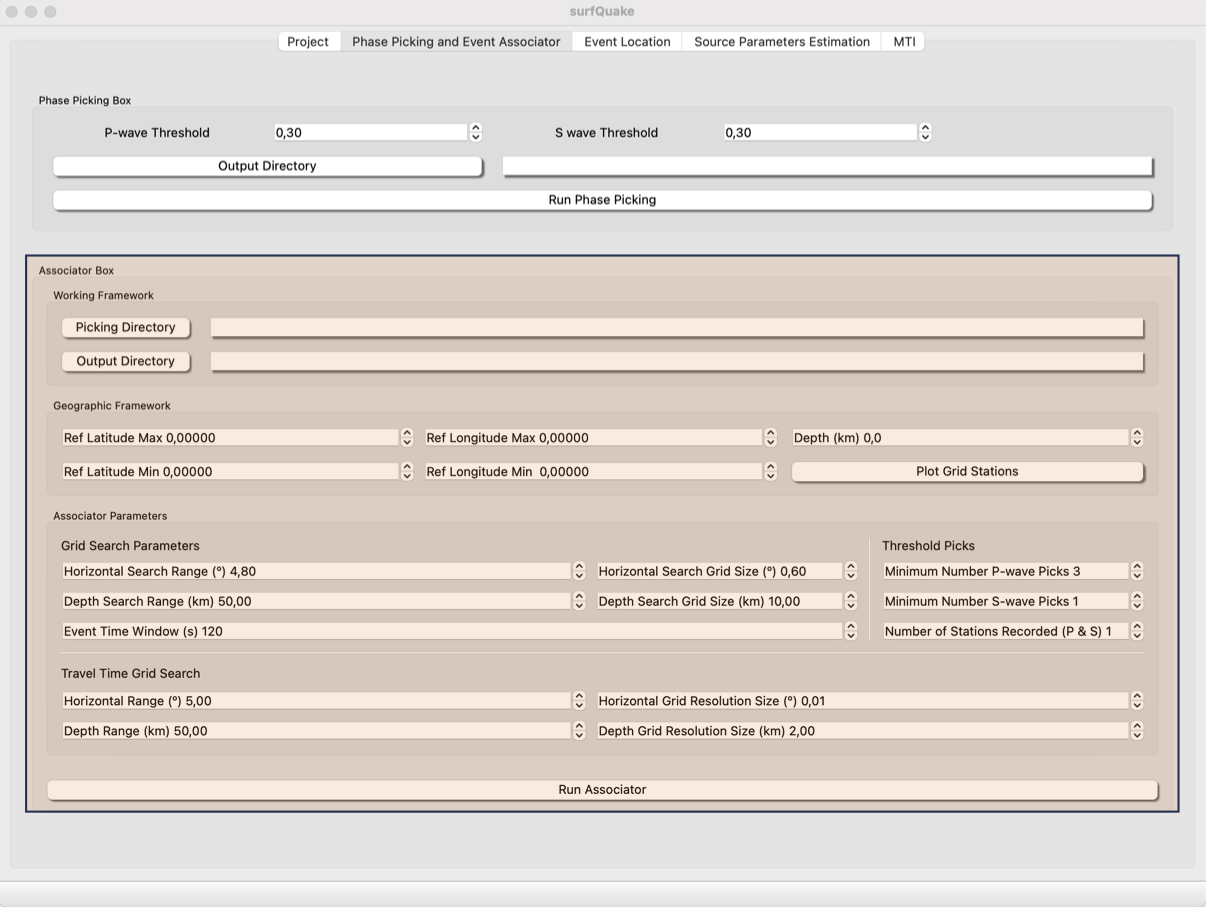 surfQuake
Project Phase Picking and Event Associator Event Location Source Parameters Estimation MTI
Phase Picking Box
P-wave Threshold 0,30 S wave Threshold 0,30
Output Directory
Run Phase Picking
Associator Box
Working Framework
Picking Directory
Output Directory
Geographic Framework
Ref Latitude Max 0,00000 Ref Longitude Max 0,00000 Depth (km) 0,0
Ref Latitude Min 0,00000 Ref Longitude Min 0,00000 Plot Grid Stations
Associator Parameters
Grid Search Parameters Threshold Picks
Horizontal Search Range (º) 4,80 Horizontal Search Grid Size (º) 0,60 Minimum Number P-wave Picks 3
Depth Search Range (km) 50,00 Depth Search Grid Size (km) 10,00 Minimum Number S-wave Picks 1
Event Time Window (s) 120 Number of Stations Recorded (P & S) 1
Travel Time Grid Search
Horizontal Range (º) 5,00 Horizontal Grid Resolution Size (º) 0,01
Depth Range (km) 50,00 Depth Grid Resolution Size (km) 2,00
Run Associator